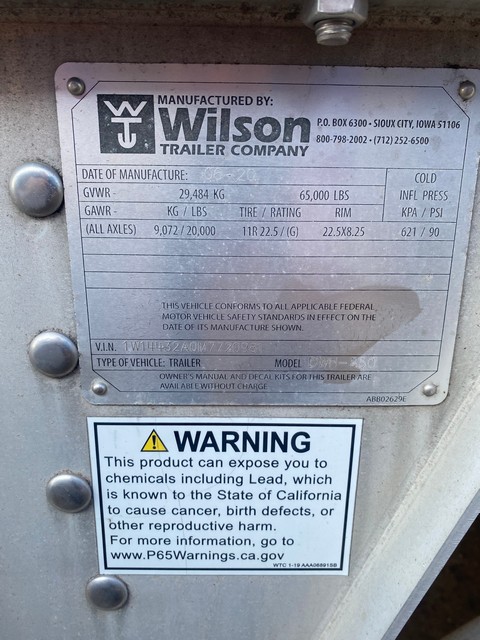 MANUFACTURED BY:
Wilson
TRAILER COMPANY
P.O. BOX 6300 • SIOUX CITY, IOWA 51106
800-798-2002 • (712) 252-6500
DATE OF MANUFACTURE:
COLD
GVWR - 29,484 KG 65,000 LBS INFL PRESS
GAWR - KG / LBS TIRE / RATING RIM KPA / PSI
(ALL AXLES) 9,072 / 20,000 11R 22.5 / (G) 22.5X8.25 621 / 90
THIS VEHICLE CONFORMS TO ALL APPLICABLE FEDERAL
MOTOR VEHICLE SAFETY STANDARDS IN EFFECT ON THE
DATE OF ITS MANUFACTURE SHOWN.
V.I.N.
TYPE OF VEHICLE: TRAILER MODEL
OWNER'S MANUAL AND DECAL KITS FOR THIS TRAILER ARE
AVAILABLE WITHOUT CHARGE
ARB02629E
WARNING
This product can expose you to
chemicals including Lead, which
is known to the State of California
to cause cancer, birth defects, or
other reproductive harm.
For more information, go to
www.P65Warnings.ca.gov
WTC 1-19 AAA08891SB